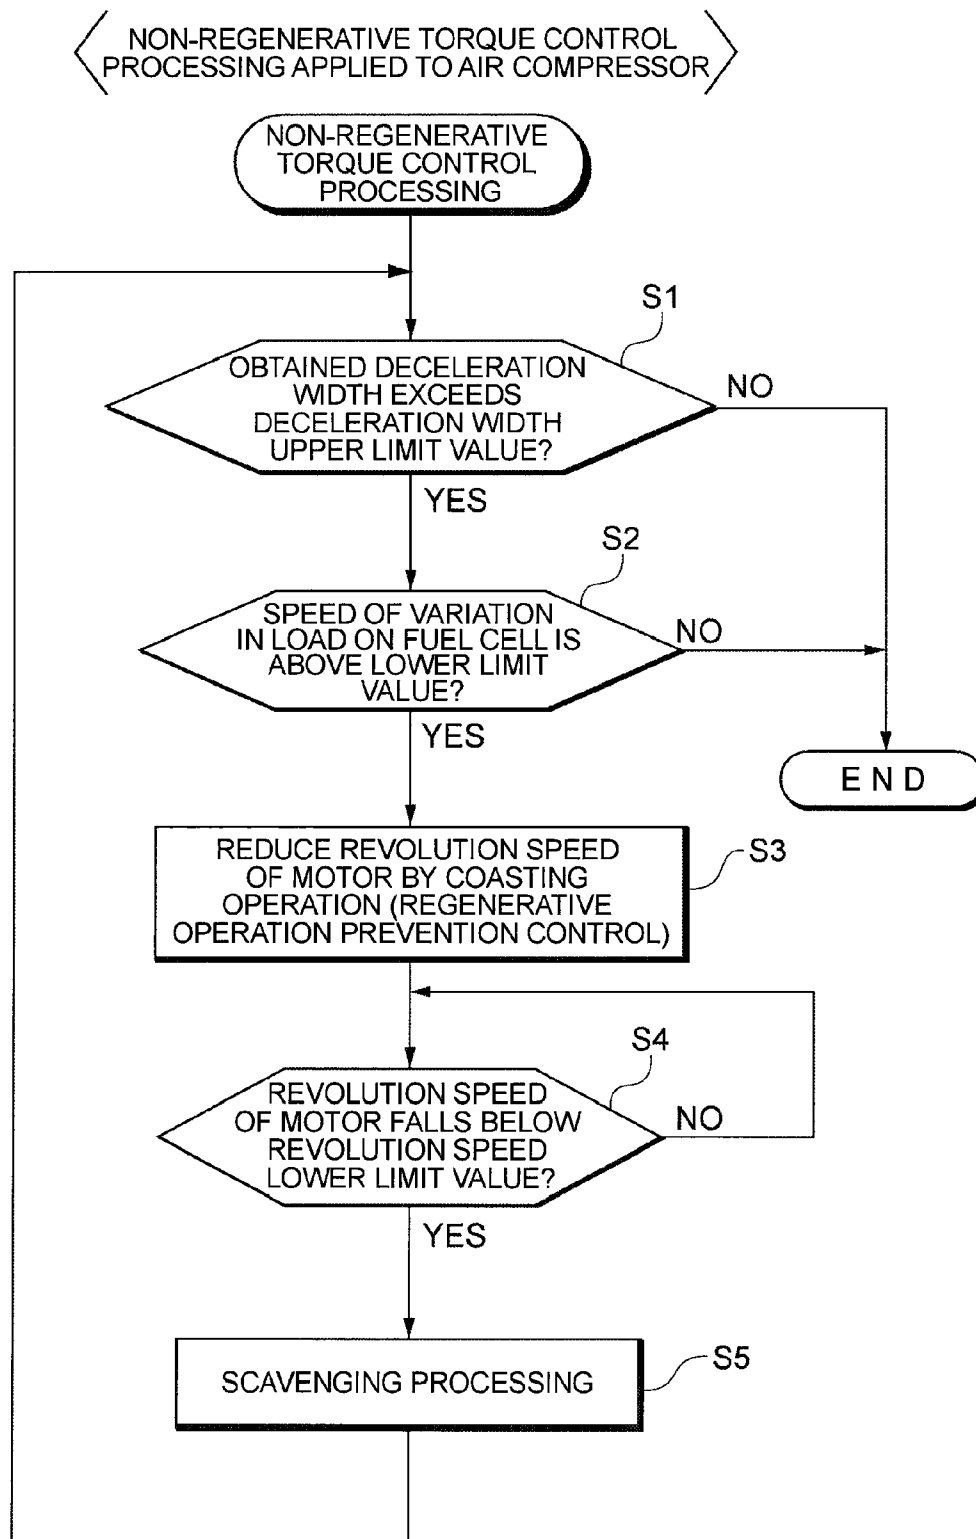 NON-REGENERATIVE TORQUE CONTROL
PROCESSING APPLIED TO AIR COMPRESSOR
NON-REGENERATIVE
TORQUE CONTROL
PROCESSING
S1
OBTAINED DECELERATION
WIDTH EXCEEDS
DECELERATION WIDTH
UPPER LIMIT VALUE?
NO
YES
S2
SPEED OF VARIATION
IN LOAD ON FUEL CELL IS
ABOVE LOWER LIMIT
VALUE?
NO
YES
END
REDUCE REVOLUTION SPEED
OF MOTOR BY COASTING
OPERATION (REGENERATIVE
OPERATION PREVENTION CONTROL)
S3
S4
REVOLUTION SPEED
OF MOTOR FALLS BELOW
REVOLUTION SPEED
LOWER LIMIT VALUE?
NO
YES
SCAVENGING PROCESSING
S5